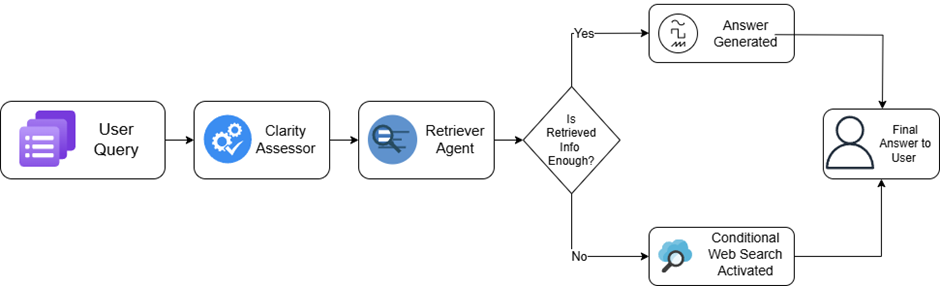 User
Query
Clarity
Assessor
Retriever
Agent
Is
Retrieved
Info
Enough?
Yes
Answer
Generated
No
Conditional
Web Search
Activated
Final
Answer to
User